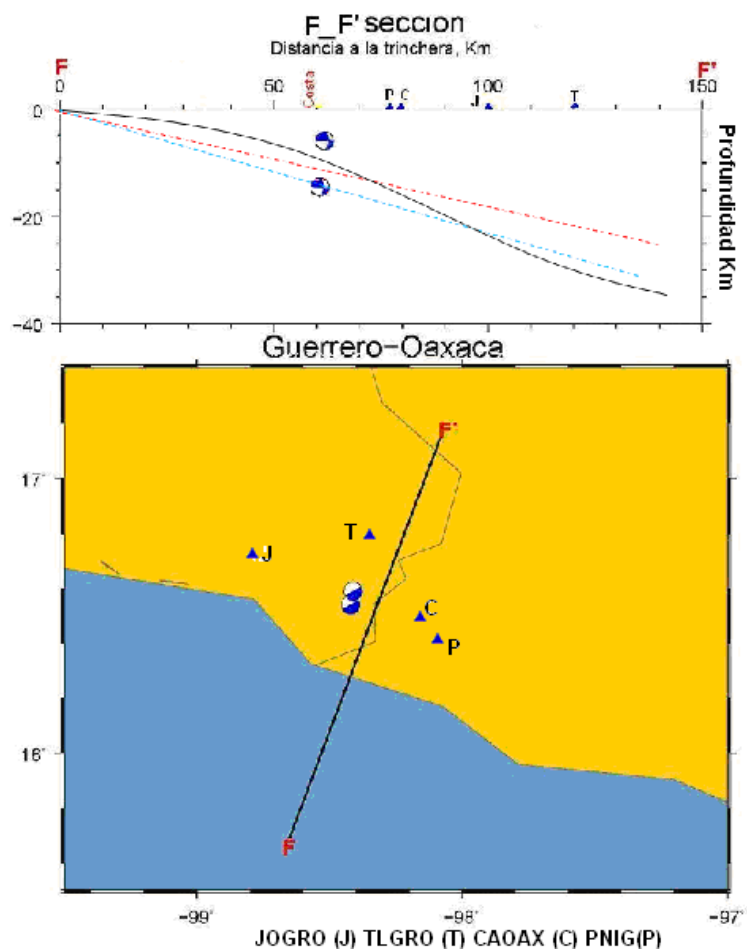 F_F' seccion
Distancia a la trinchera, Km
F
F'
0 50 100 150
Costa
P C J T
0
-20
-40
Profundidad Km
Guerrero-Oaxaca
F'
17°
T
J
C
P
16°
F
-99° -98° -97°
JOGRO (J) TLGRO (T) CAOAX (C) PNIG(P)